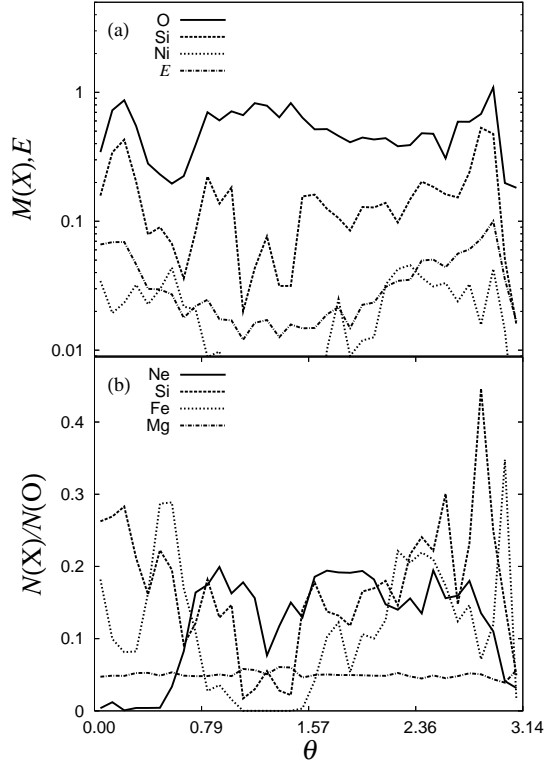 (a)
O
Si
Ni
E
1
0.1
0.01
M(X),E
(b)
Ne
Si
Fe
Mg
0.4
0.3
0.2
0.1
0
N(X)/N(O)
0.00 0.79 1.57 2.36 3.14
θ